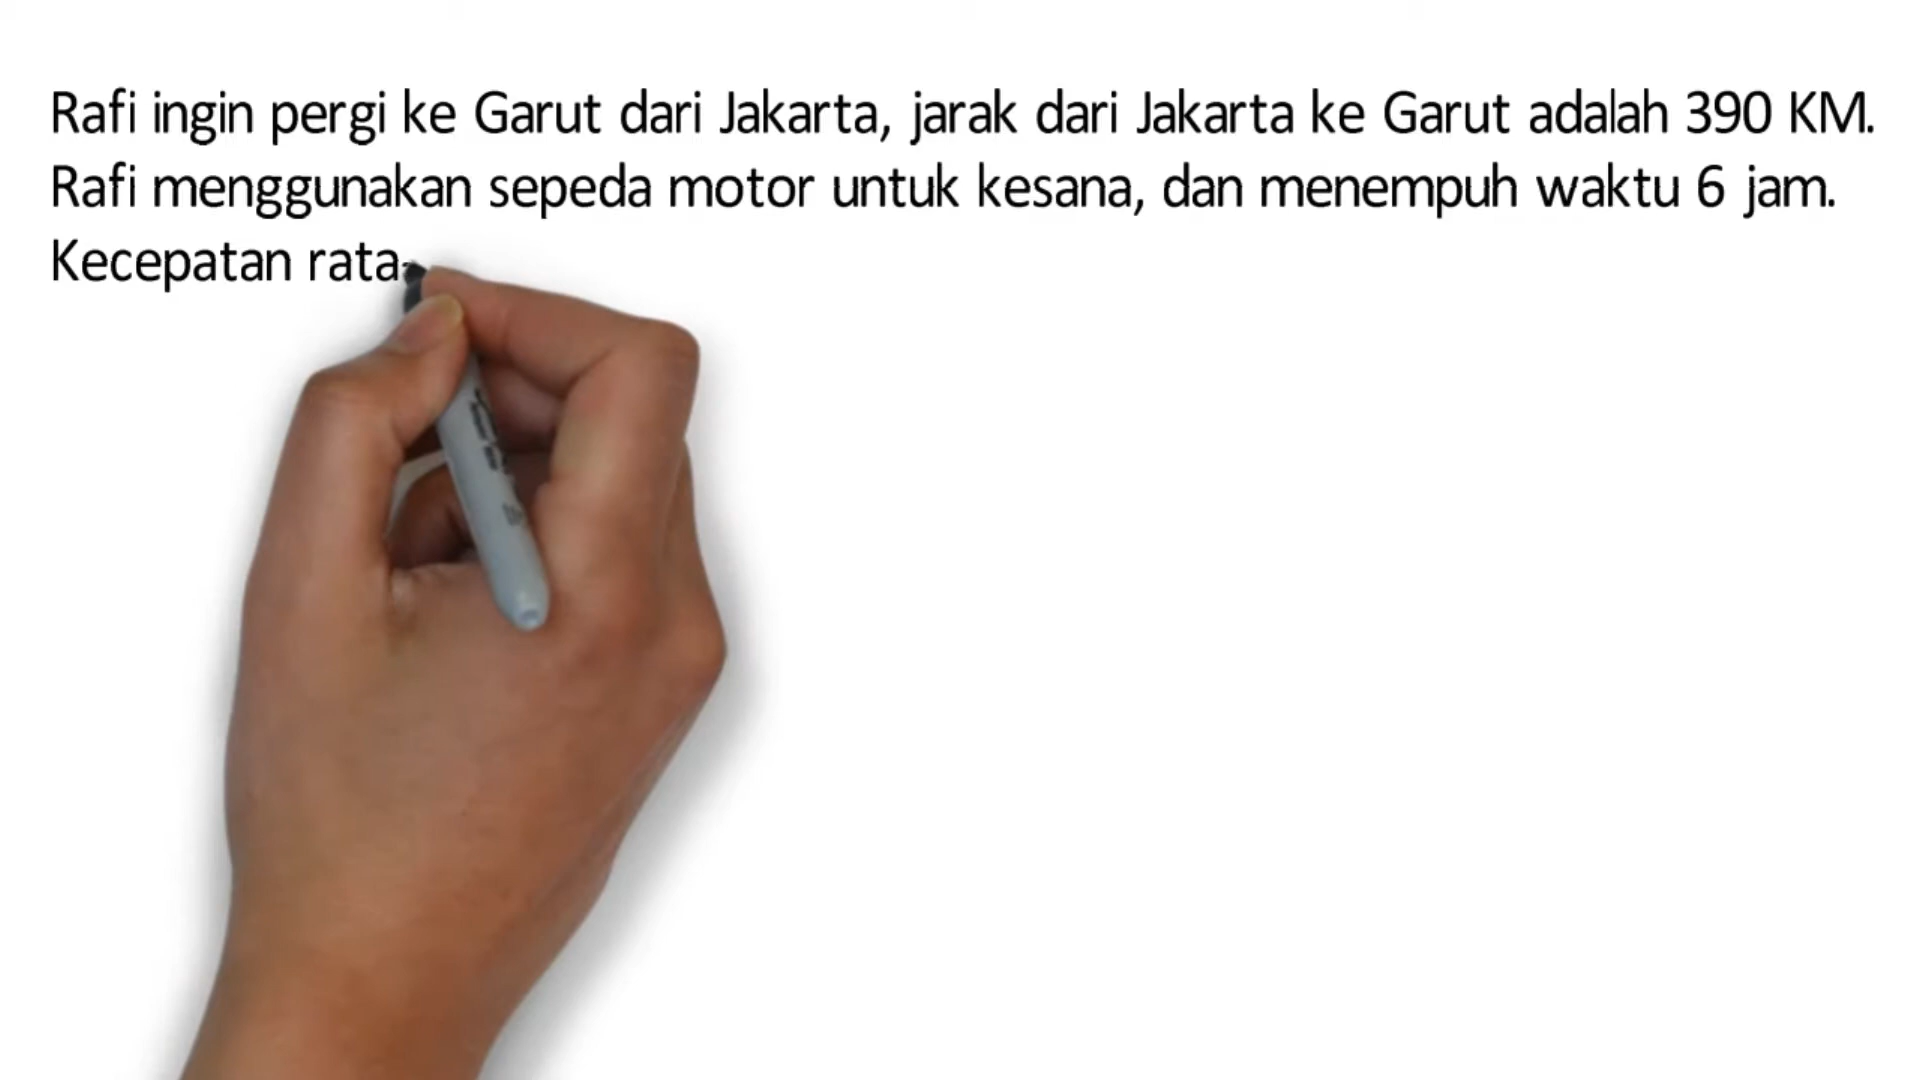 Rafi ingin pergi ke Garut dari Jakarta, jarak dari Jakarta ke Garut adalah 390 KM.
Rafi menggunakan sepeda motor untuk kesana, dan menempuh waktu 6 jam.
Kecepatan rata-